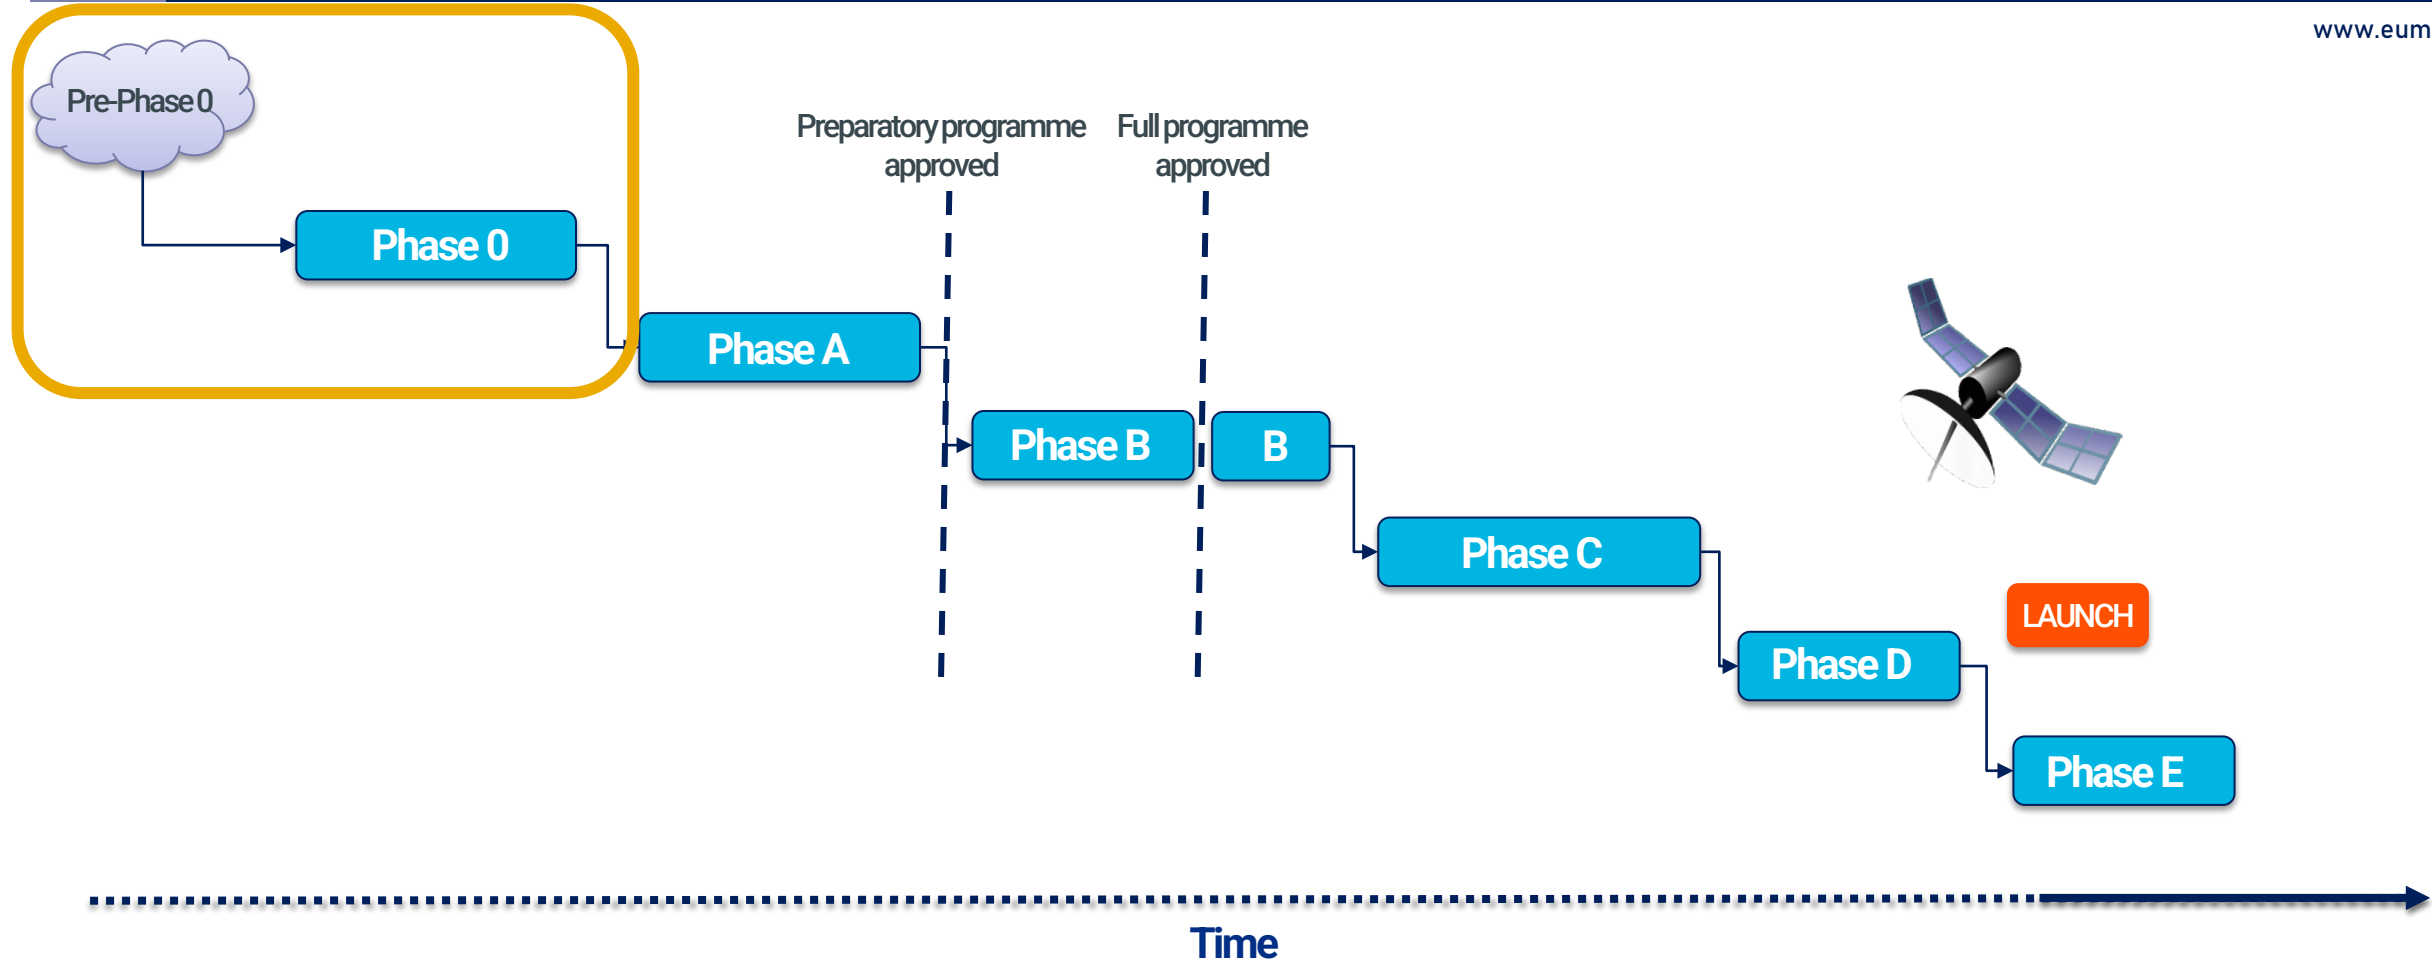 www.eum
Pre-Phase 0
Preparatory programme
approved
Full programme
approved
Phase 0
Phase A
Phase B
B
Phase C
LAUNCH
Phase D
Phase E
Time